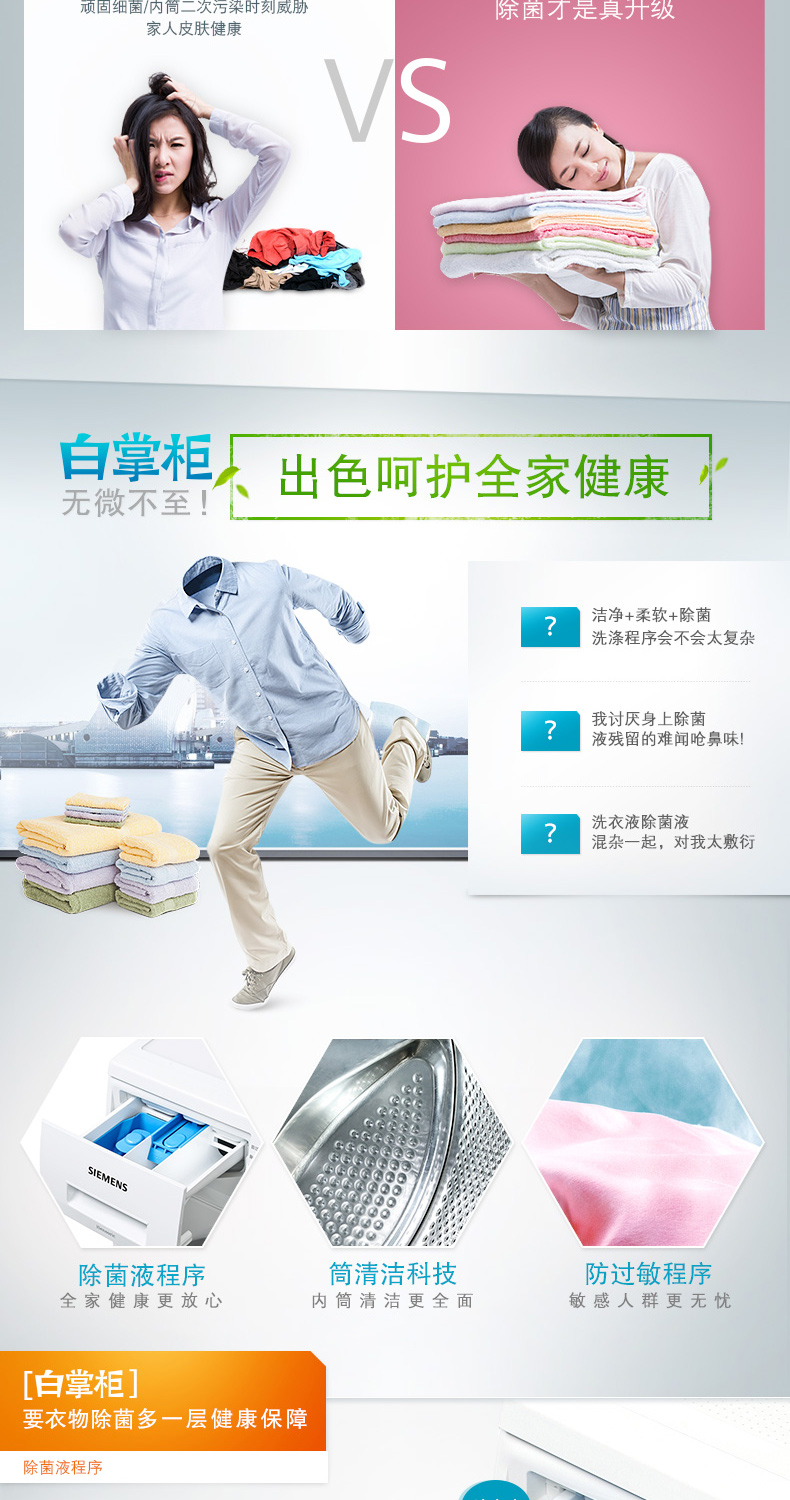 顽固细菌/内筒二次污染时刻威胁
家人皮肤健康
除菌才是真升级
VS
白掌柜
无微不至!
出色呵护全家健康
?
洁净+柔软+除菌
洗涤程序会不会太复杂
?
我讨厌身上除菌
液残留的难闻呛鼻味!
?
洗衣液除菌液
混杂一起，对我太敷衍
SIEMENS
除菌液程序
全家健康更放心
筒清洁科技
内筒清洁更全面
防过敏程序
敏感人群更无忧
[白掌柜]
要衣物除菌多一层健康保障
除菌液程序